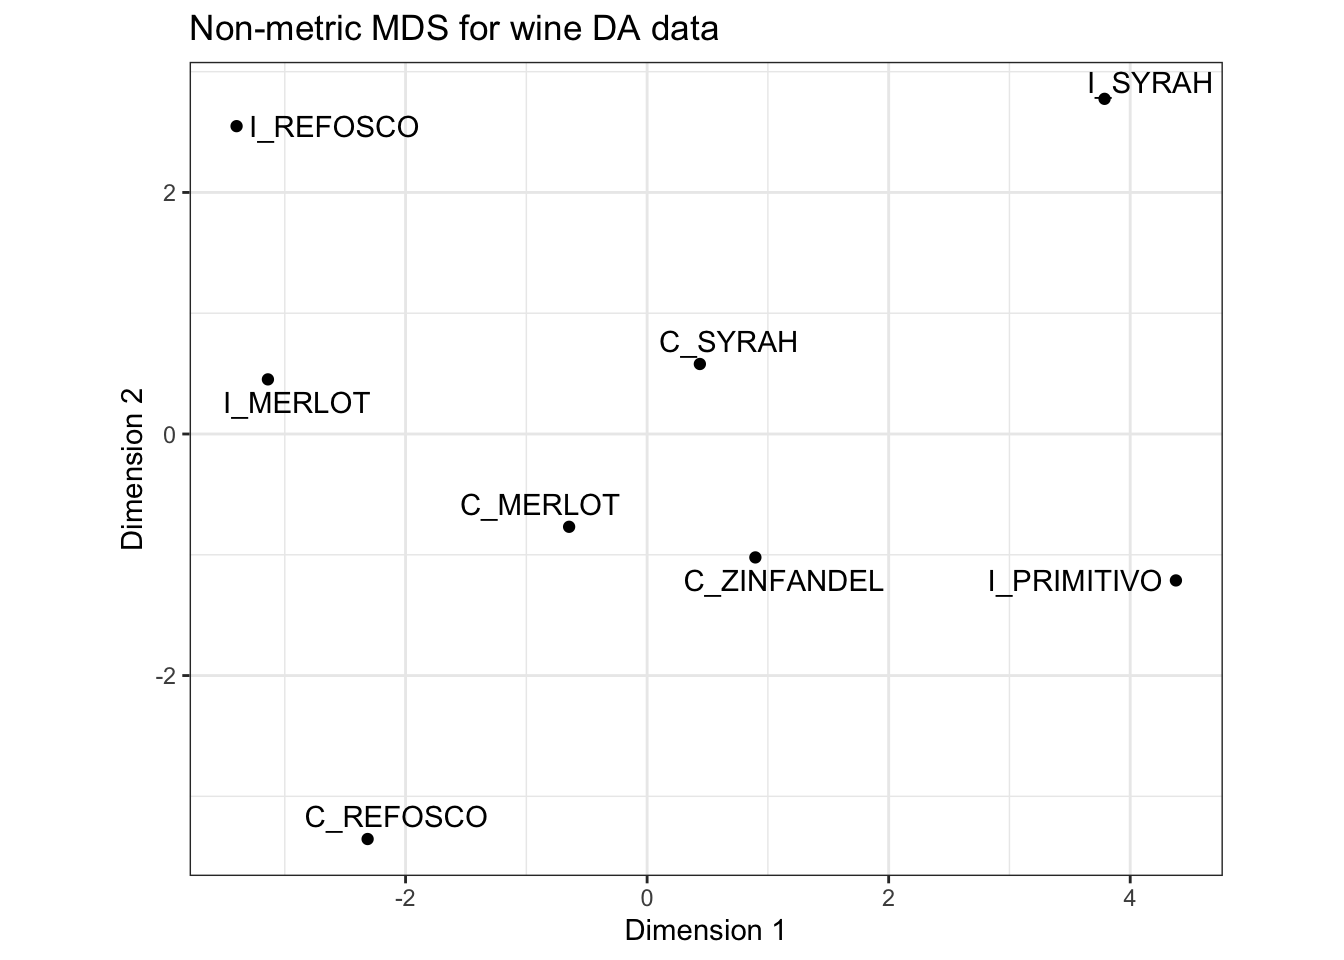 Non-metric MDS for wine DA data
I_SYRAH
I_REFOSCO
2
C_SYRAH
I_MERLOT
0
Dimension 2
C_MERLOT
C_ZINFANDEL
I_PRIMITIVO
-2
C_REFOSCO
-2 0 2 4
Dimension 1